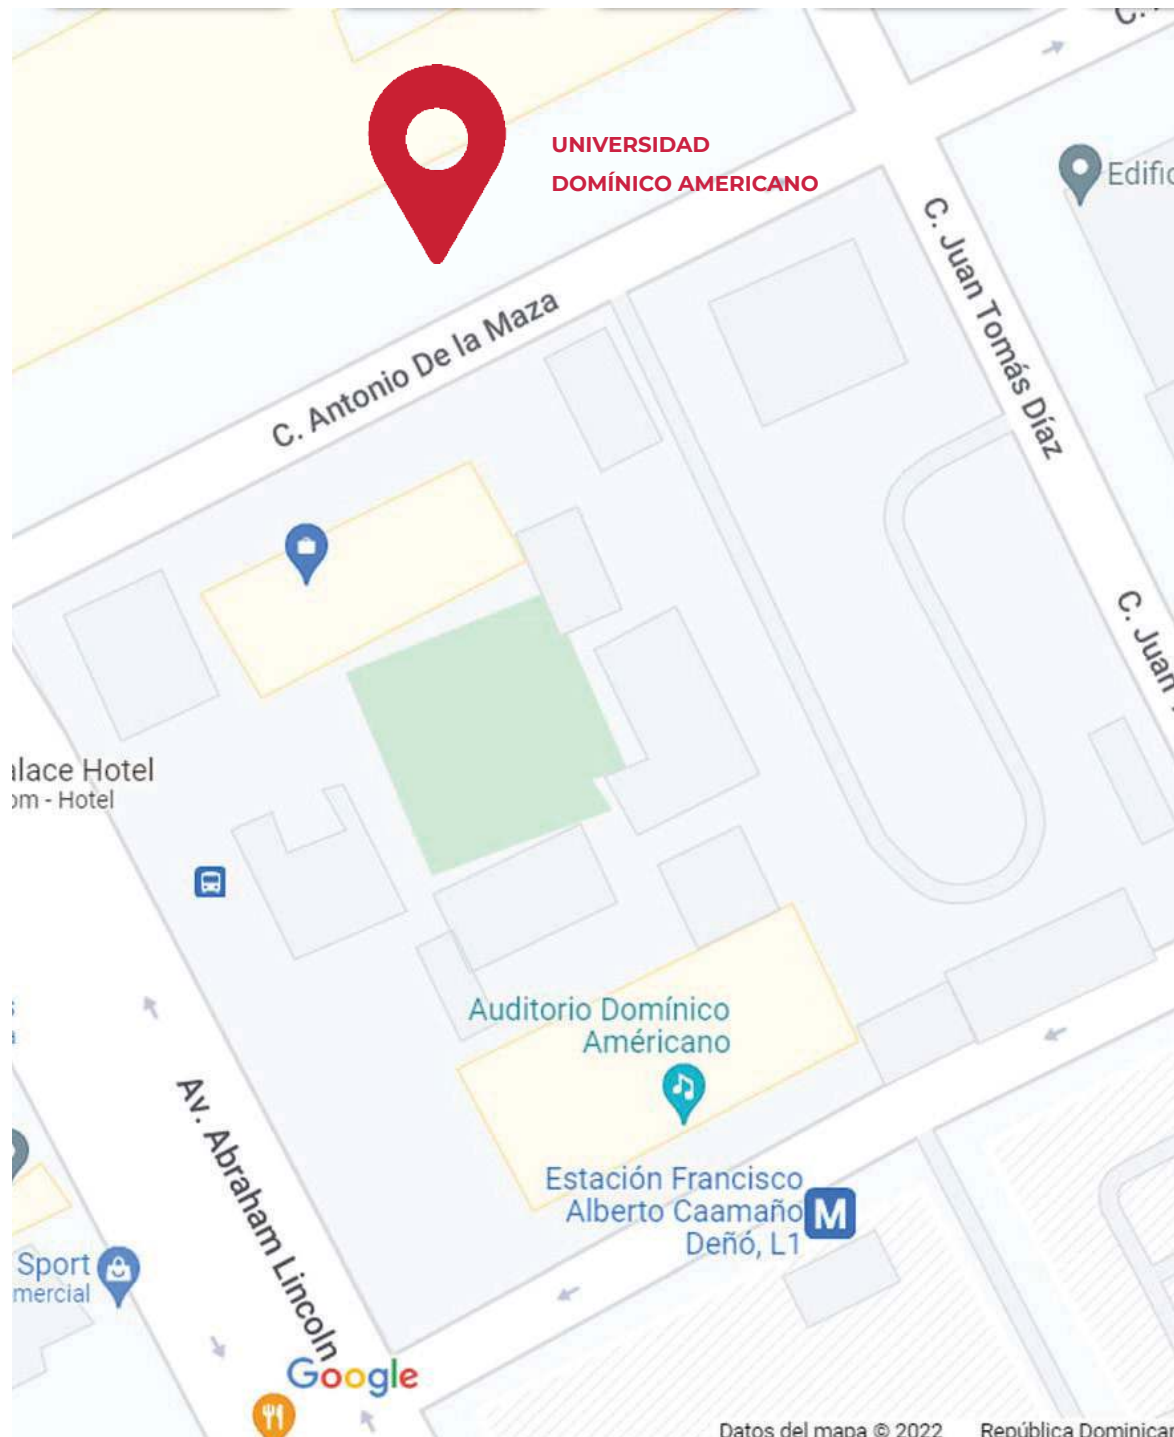 UNIVERSIDAD
DOMÍNICO AMERICANO
Edific
C. Antonio De la Maza
C. Juan Tomás Díaz
C. Juan
alace Hotel
om - Hotel
Auditorio Domínico
Américano
Av. Abraham Lincoln
Estación Francisco
Alberto Caamaño
Deñó, L1
M
Sport
mercial
Google
Datos del mapa © 2022 República Dominican